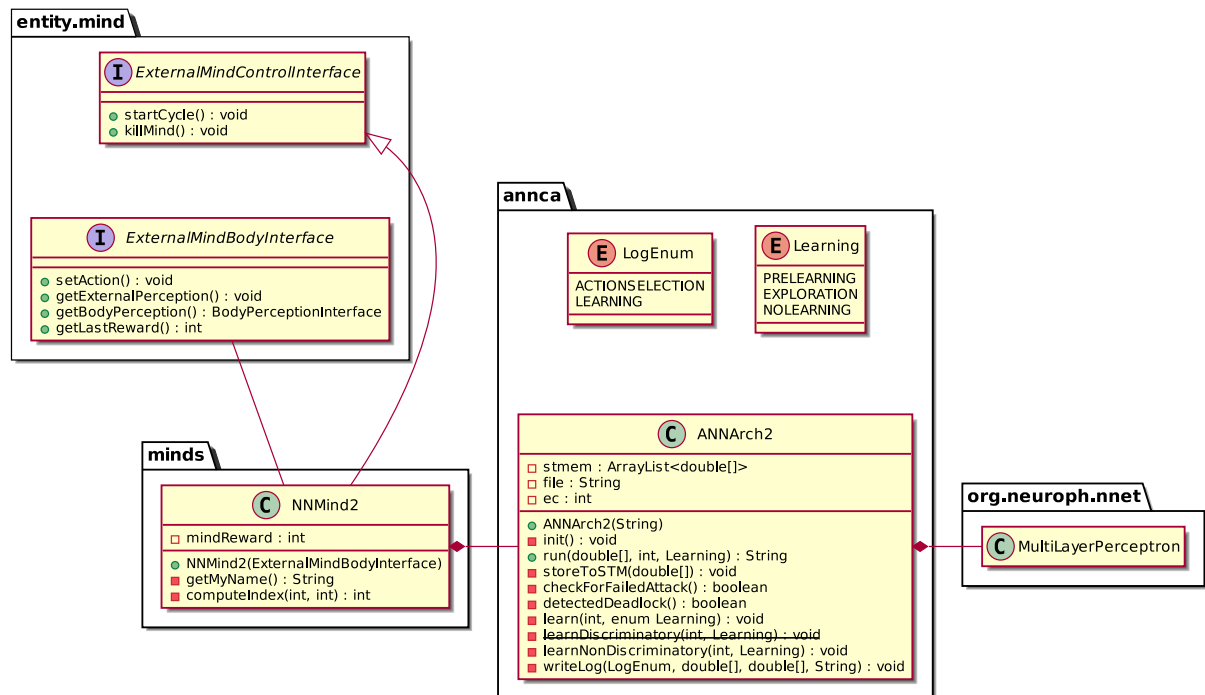 entity.mind
I ExternalMindControlInterface
startCycle() : void
killMind() : void
I ExternalMindBodyInterface
setAction() : void
getExternalPerception() : void
getBodyPerception() : BodyPerceptionInterface
getLastReward() : int
annca
E LogEnum
ACTIONSELECTION
LEARNING
E Learning
PRELEARNING
EXPLORATION
NOLEARNING
C ANNArch2
stmem : ArrayList<double[]>
file : String
ec : int
ANNArch2(String)
init() : void
run(double[], int, Learning) : String
storeToSTM(double[]) : void
checkForFailedAttack() : boolean
detectedDeadlock() : boolean
learn(int, enum Learning) : void
learnDiscriminatory(int, Learning) : void
learnNonDiscriminatory(int, Learning) : void
writeLog(LogEnum, double[], double[], String) : void
minds
C NNMind2
mindReward : int
NNMind2(ExternalMindBodyInterface)
getMyName() : String
computeIndex(int, int) : int
org.neuroph.nnet
C MultiLayerPerceptron